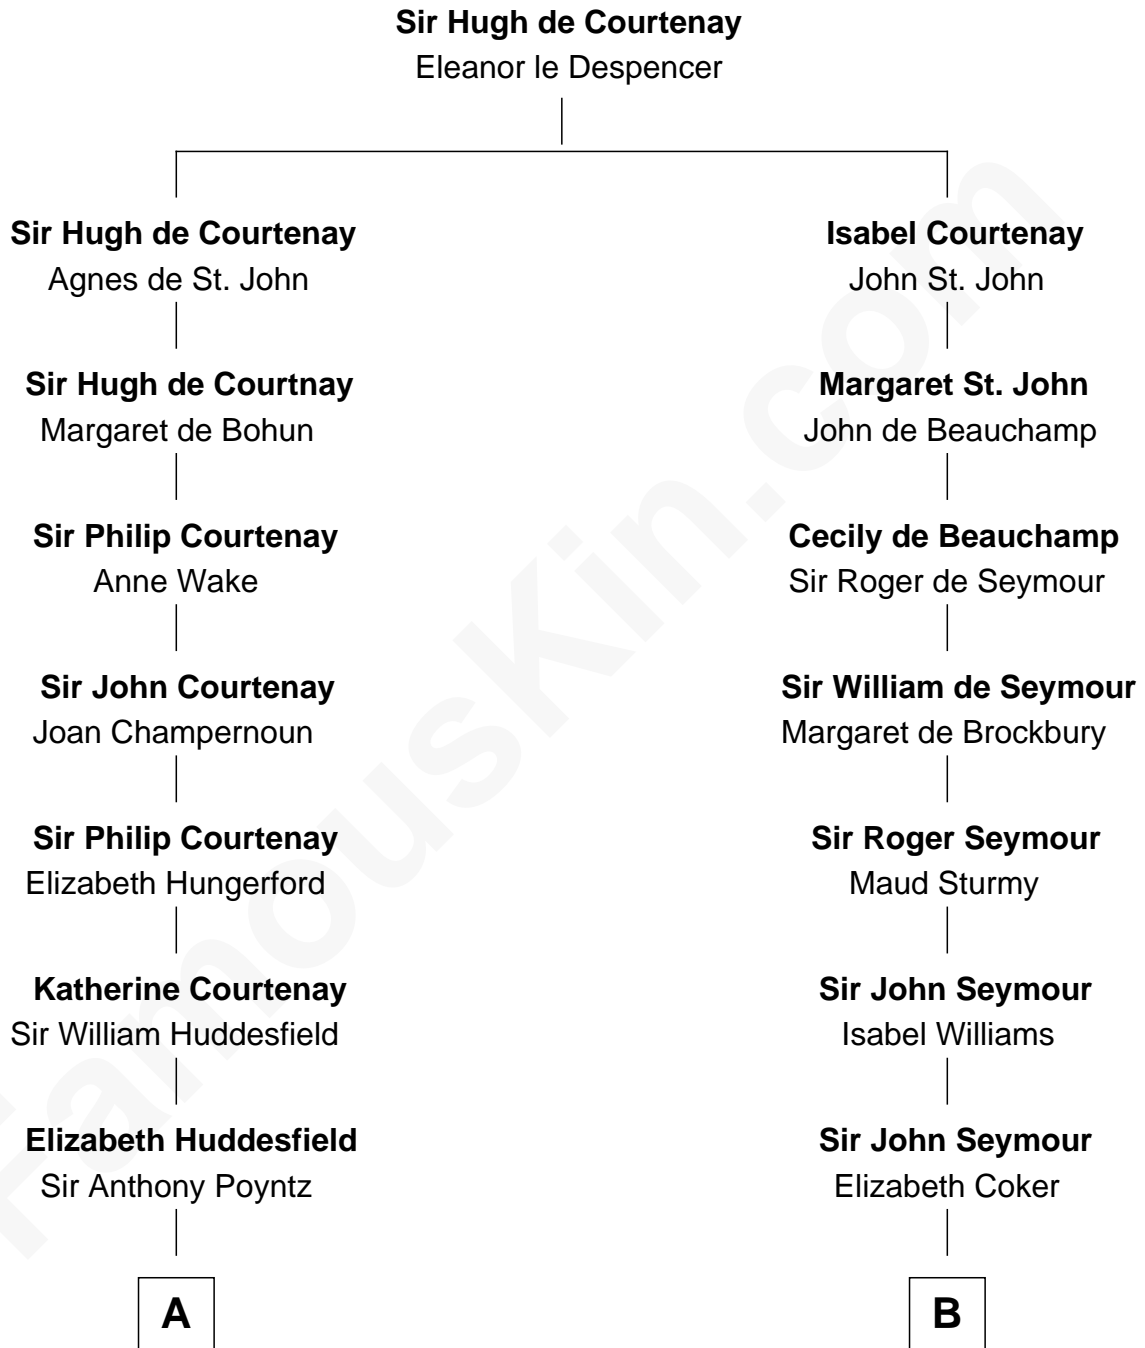 Sir Hugh de Courtenay
Eleanor le Despencer
Sir Hugh de Courtenay
Agnes de St. John
Isabel Courtenay
John St. John
Sir Hugh de Courtnay
Margaret de Bohun
Margaret St. John
John de Beauchamp
Sir Philip Courtenay
Anne Wake
Cecily de Beauchamp
Sir Roger de Seymour
Sir John Courtenay
Joan Champernoun
Sir William de Seymour
Margaret de Brockbury
Sir Philip Courtenay
Elizabeth Hungerford
Sir Roger Seymour
Maud Sturmy
Katherine Courtenay
Sir William Huddesfield
Sir John Seymour
Isabel Williams
Elizabeth Huddesfield
Sir Anthony Poyntz
Sir John Seymour
Elizabeth Coker
A
B
FamousKin.com